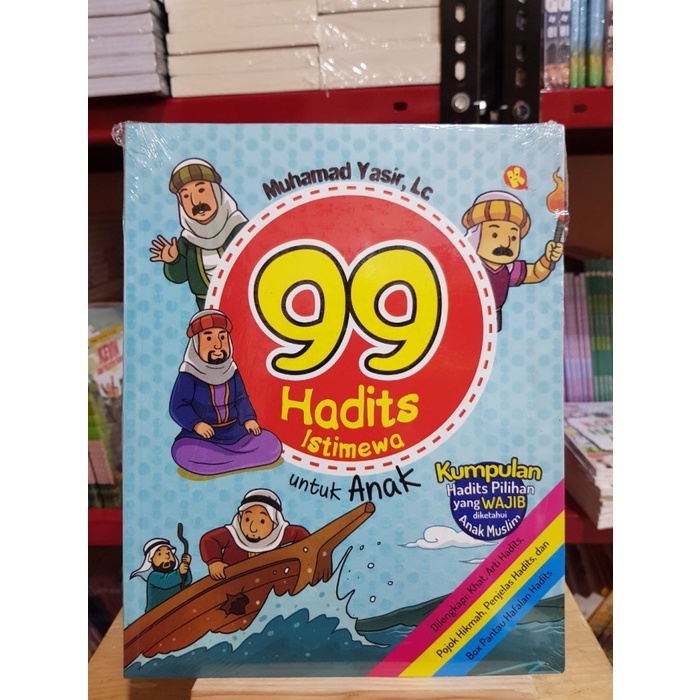 Muhamad Yasir, Lc
99
Hadits
Istimewa
untuk Anak
Kumpulan
Hadits Pilihan
yang WAJIB
diketahui
Anak Muslim
Dilengkapi: Khat, Arti Hadits,
Pojok Hikmah, Penjelas Hadits, dan
Box Pantau Hafalan Hadits